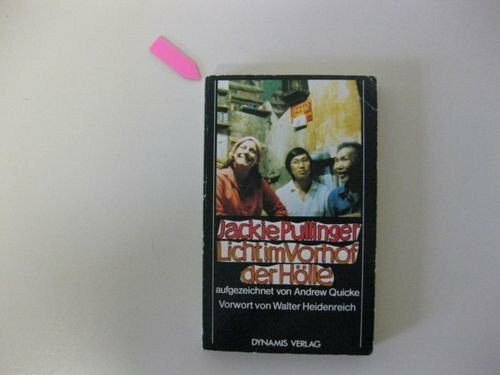 Jackie Pullinger
Licht im Vorhof
der Hölle
aufgezeichnet von Andrew Quicke
Vorwort von Walter Heidenreich
DYNAMIS VERLAG